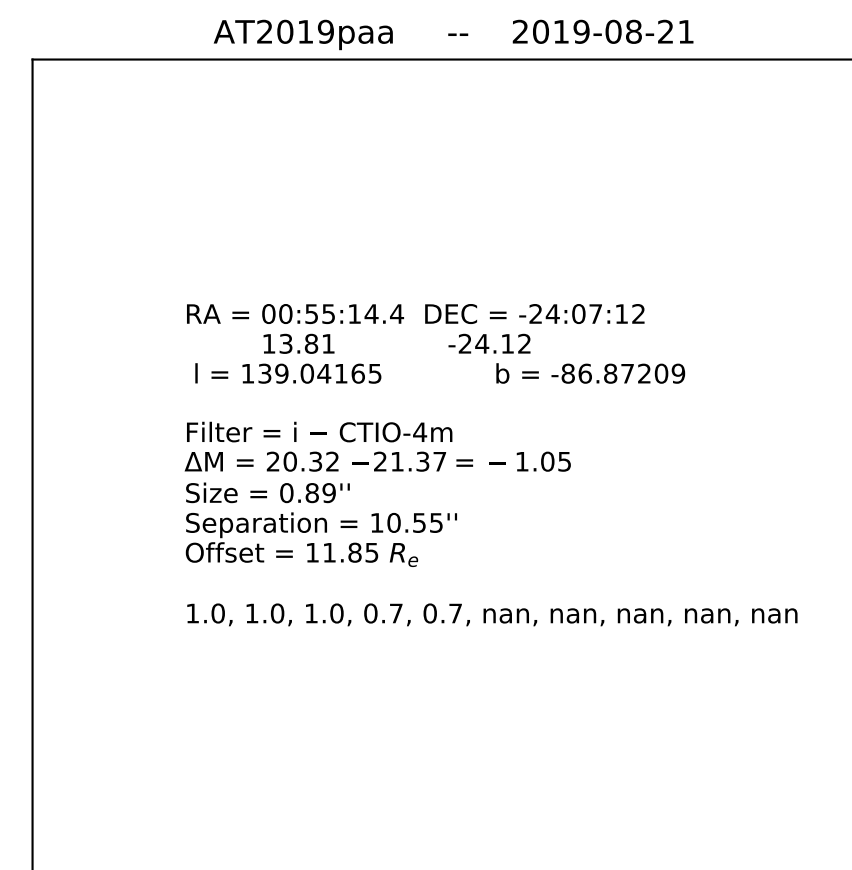 AT2019paa -- 2019-08-21
RA = 00:55:14.4 DEC = -24:07:12
13.81 -24.12
l = 139.04165 b = -86.87209
Filter = i − CTIO-4m
ΔM = 20.32 −21.37 = − 1.05
Size = 0.89''
Separation = 10.55''
Offset = 11.85 Rₑ
1.0, 1.0, 1.0, 0.7, 0.7, nan, nan, nan, nan, nan